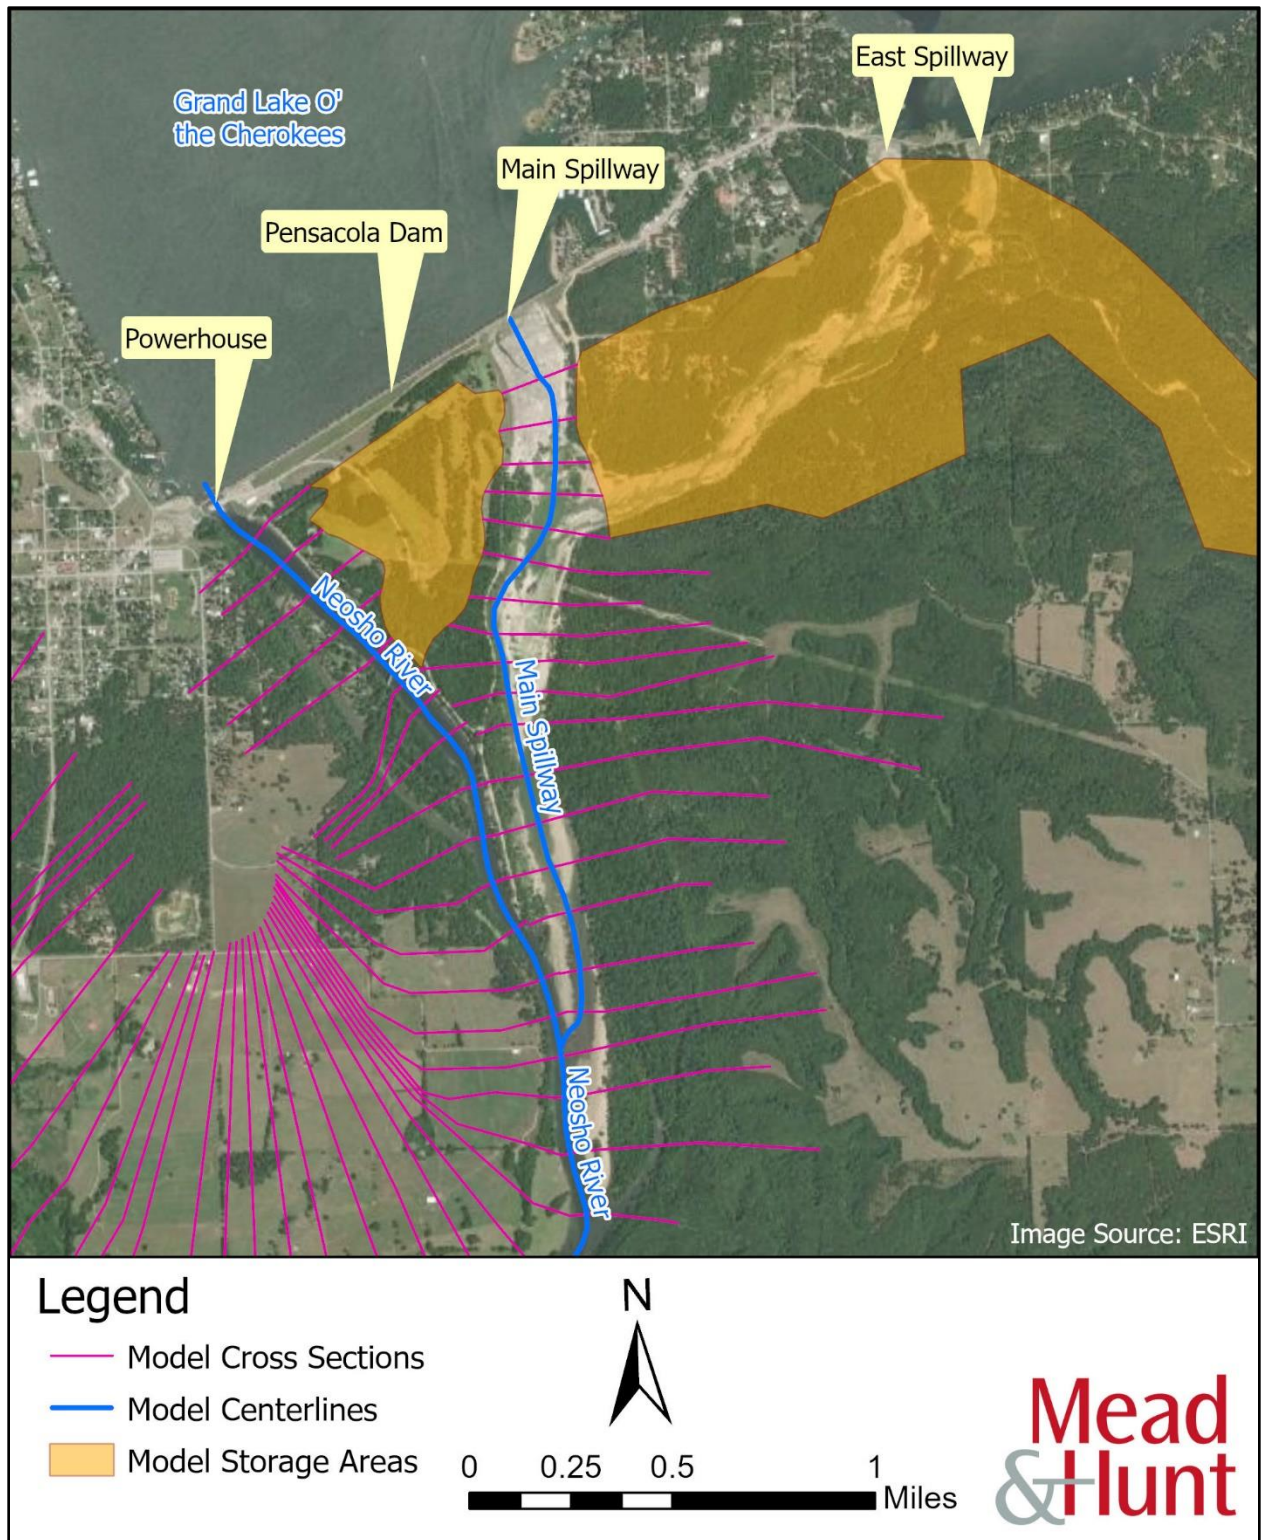 East Spillway
Grand Lake O'
the Cherokees
Main Spillway
Pensacola Dam
Powerhouse
Neosho River
Main Spillway
Neosho River
Image Source: ESRI
Legend
N
Model Cross Sections
Model Centerlines
Model Storage Areas
0 0.25 0.5 1
Miles
Mead
&Hunt